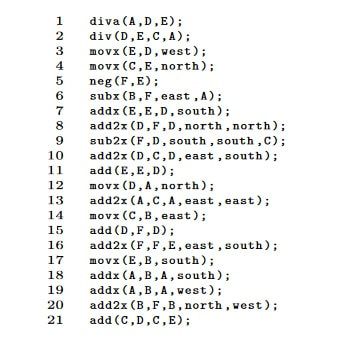 1 diva(A,D,E);
2 div(D,E,C,A);
3 movx(E,D,west);
4 movx(C,E,north);
5 neg(F,E);
6 subx(B,F,east,A);
7 addx(E,E,D,south);
8 add2x(D,F,D,north,north);
9 sub2x(F,D,south,south,C);
10 add2x(D,C,D,east,south);
11 add(E,E,D);
12 movx(D,A,north);
13 add2x(A,C,A,east,east);
14 movx(C,B,east);
15 add(D,F,D);
16 add2x(F,F,E,east,south);
17 movx(E,B,south);
18 addx(A,B,A,south);
19 addx(A,B,A,west);
20 add2x(B,F,B,north,west);
21 add(C,D,C,E);